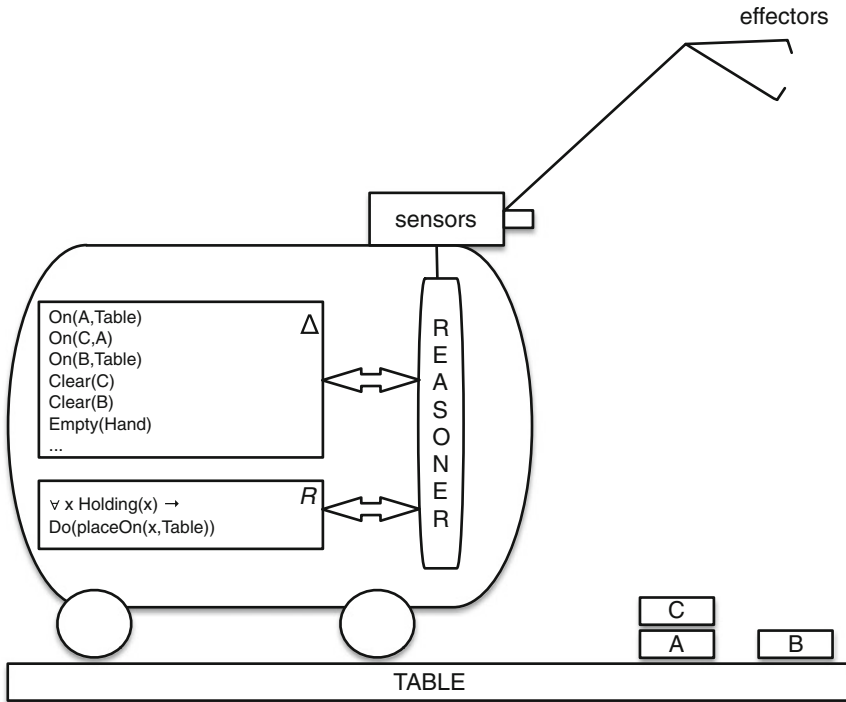 effectors
sensors
On(A,Table)
On(C,A)
On(B,Table)
Clear(C)
Clear(B)
Empty(Hand)
...
Δ
∀ x Holding(x) →
Do(placeOn(x,Table))
R
R
E
A
S
O
N
E
R
C
A
B
TABLE